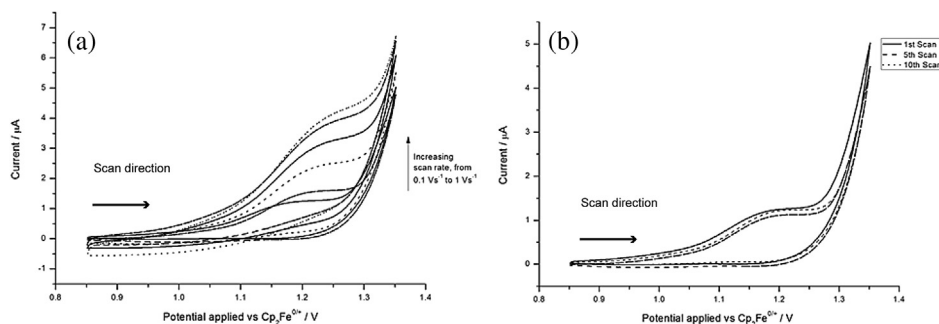 (a)
7
6
5
4
3
2
1
0
-1
Current / μA
Scan direction
Increasing
scan rate, from
0.1 Vs⁻¹ to 1 Vs⁻¹
0.8 0.9 1.0 1.1 1.2 1.3 1.4
Potential applied vs Cp₂Fe⁰/⁺ / V
(b)
1st Scan
5th Scan
10th Scan
5
4
3
2
1
0
Current / μA
Scan direction
0.8 0.9 1.0 1.1 1.2 1.3 1.4
Potential applied vs Cp₂Fe⁰/⁺ / V